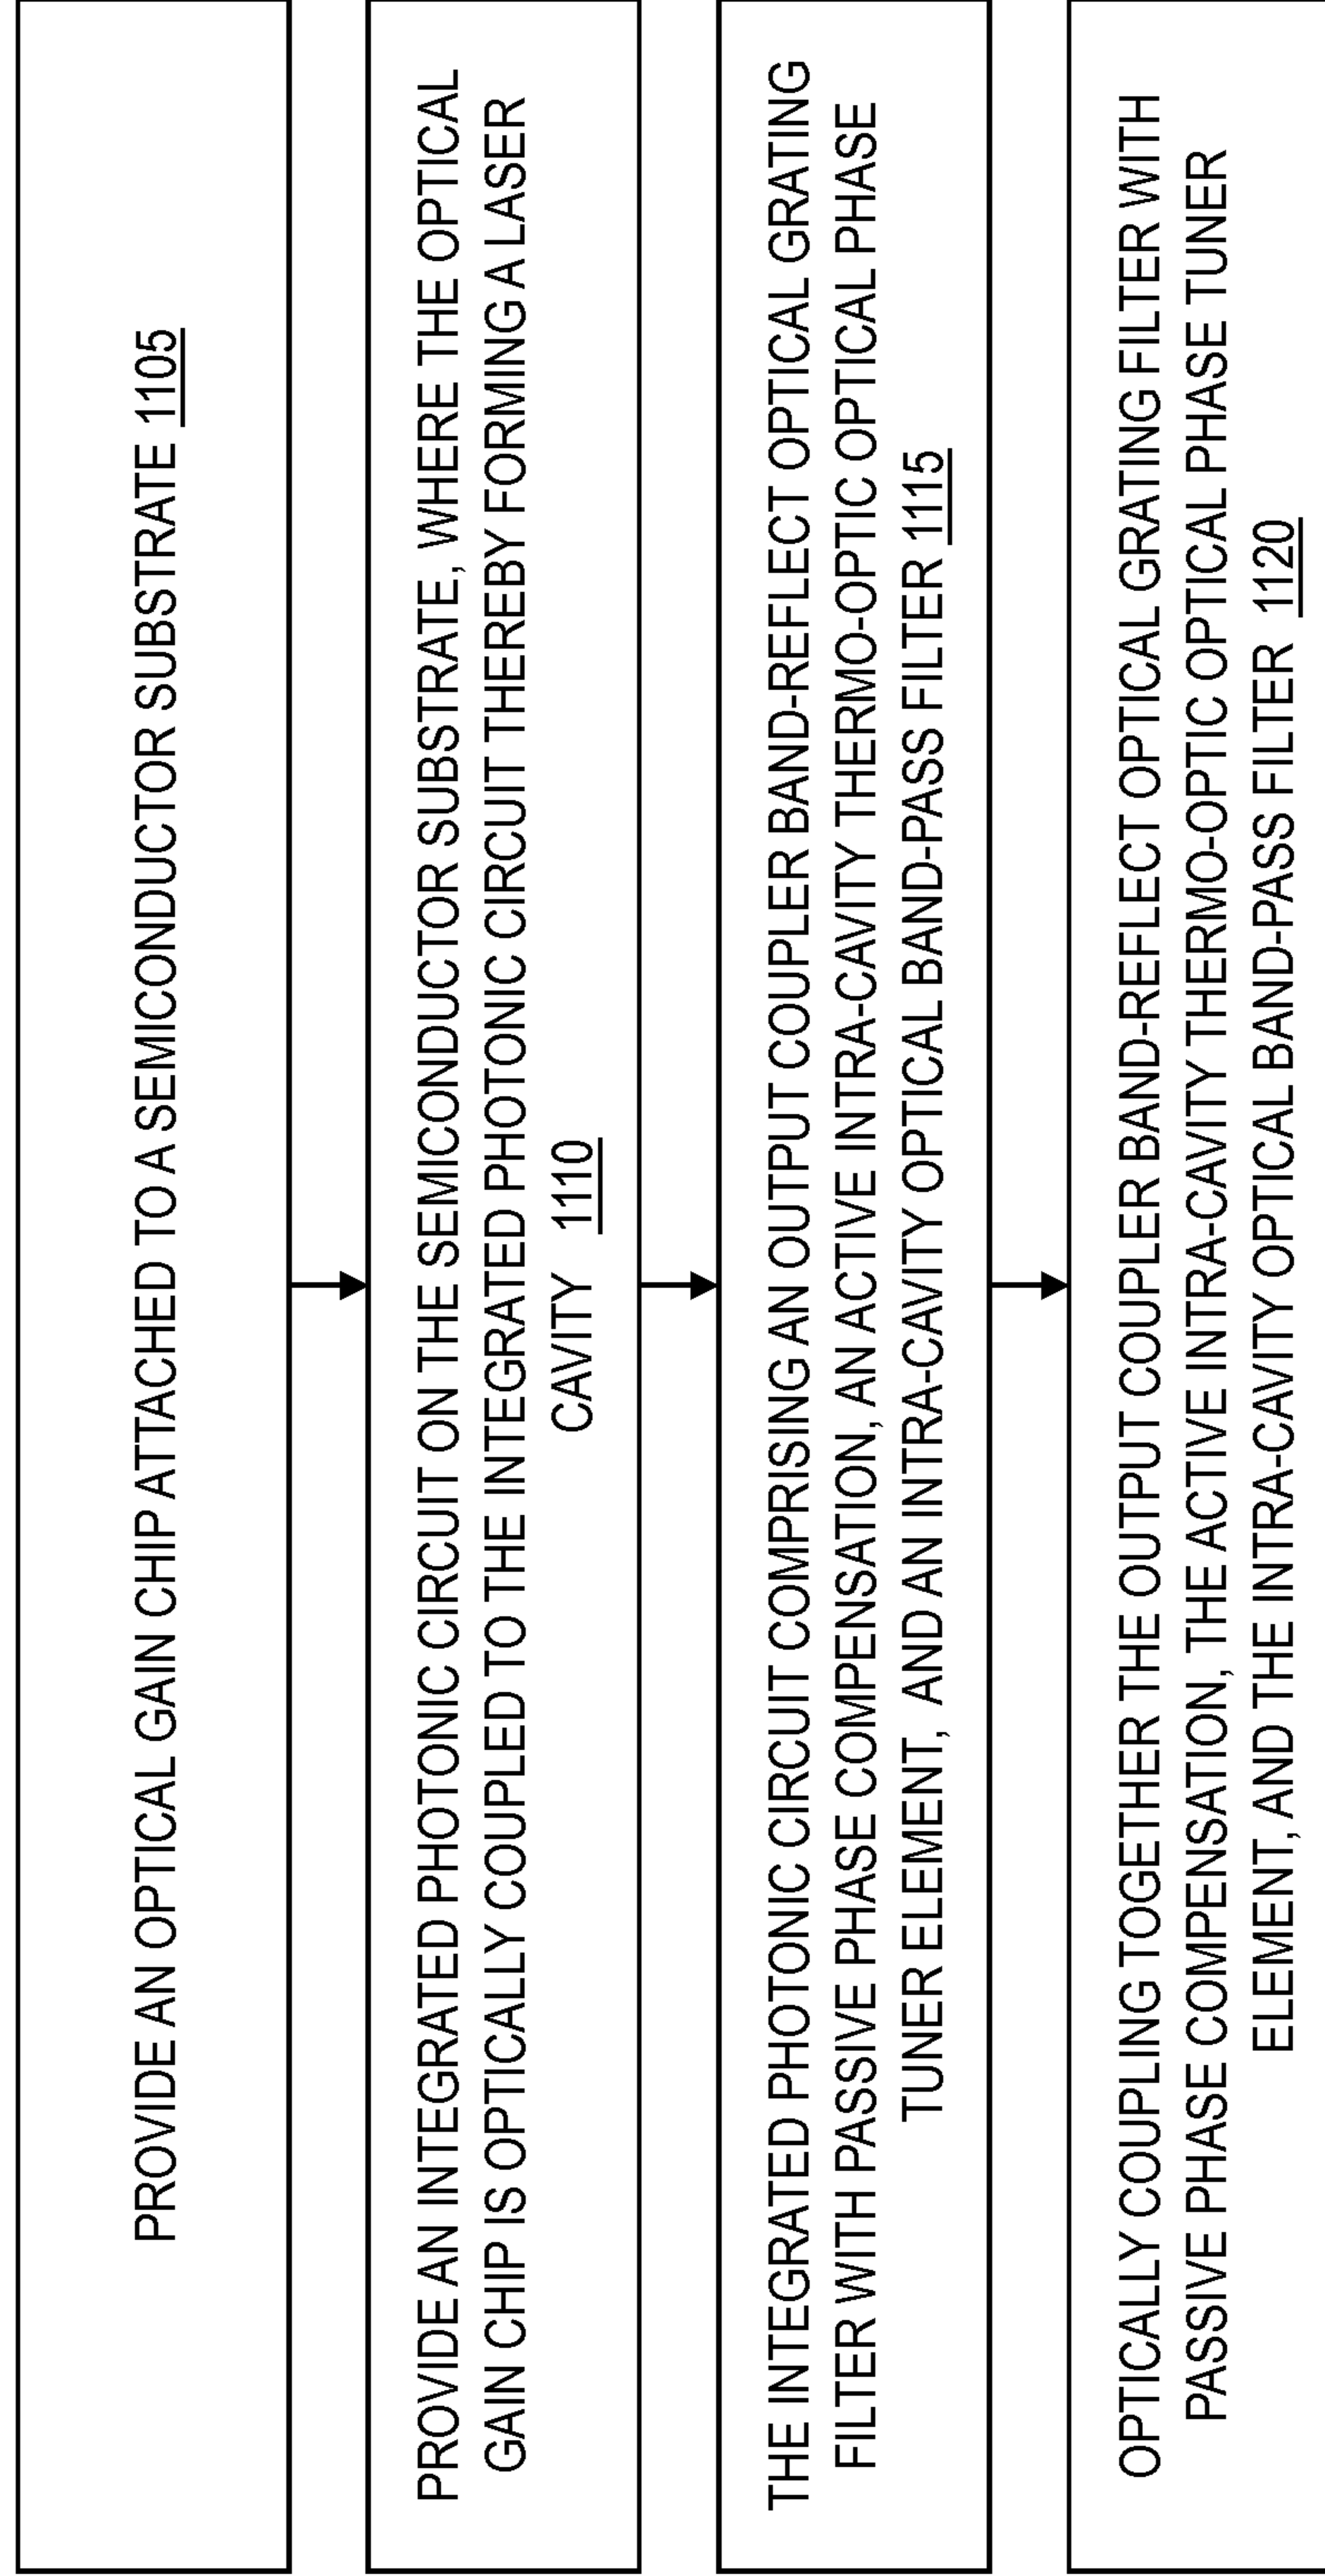 PROVIDE AN OPTICAL GAIN CHIP ATTACHED TO A SEMICONDUCTOR SUBSTRATE 1105
PROVIDE AN INTEGRATED PHOTONIC CIRCUIT ON THE SEMICONDUCTOR SUBSTRATE, WHERE THE OPTICAL
GAIN CHIP IS OPTICALLY COUPLED TO THE INTEGRATED PHOTONIC CIRCUIT THEREBY FORMING A LASER
CAVITY 1110
THE INTEGRATED PHOTONIC CIRCUIT COMPRISING AN OUTPUT COUPLER BAND-REFLECT OPTICAL GRATING
FILTER WITH PASSIVE PHASE COMPENSATION, AN ACTIVE INTRA-CAVITY THERMO-OPTIC OPTICAL PHASE
TUNER ELEMENT, AND AN INTRA-CAVITY OPTICAL BAND-PASS FILTER 1115
OPTICALLY COUPLING TOGETHER THE OUTPUT COUPLER BAND-REFLECT OPTICAL GRATING FILTER WITH
PASSIVE PHASE COMPENSATION, THE ACTIVE INTRA-CAVITY THERMO-OPTIC OPTICAL PHASE TUNER
ELEMENT, AND THE INTRA-CAVITY OPTICAL BAND-PASS FILTER 1120